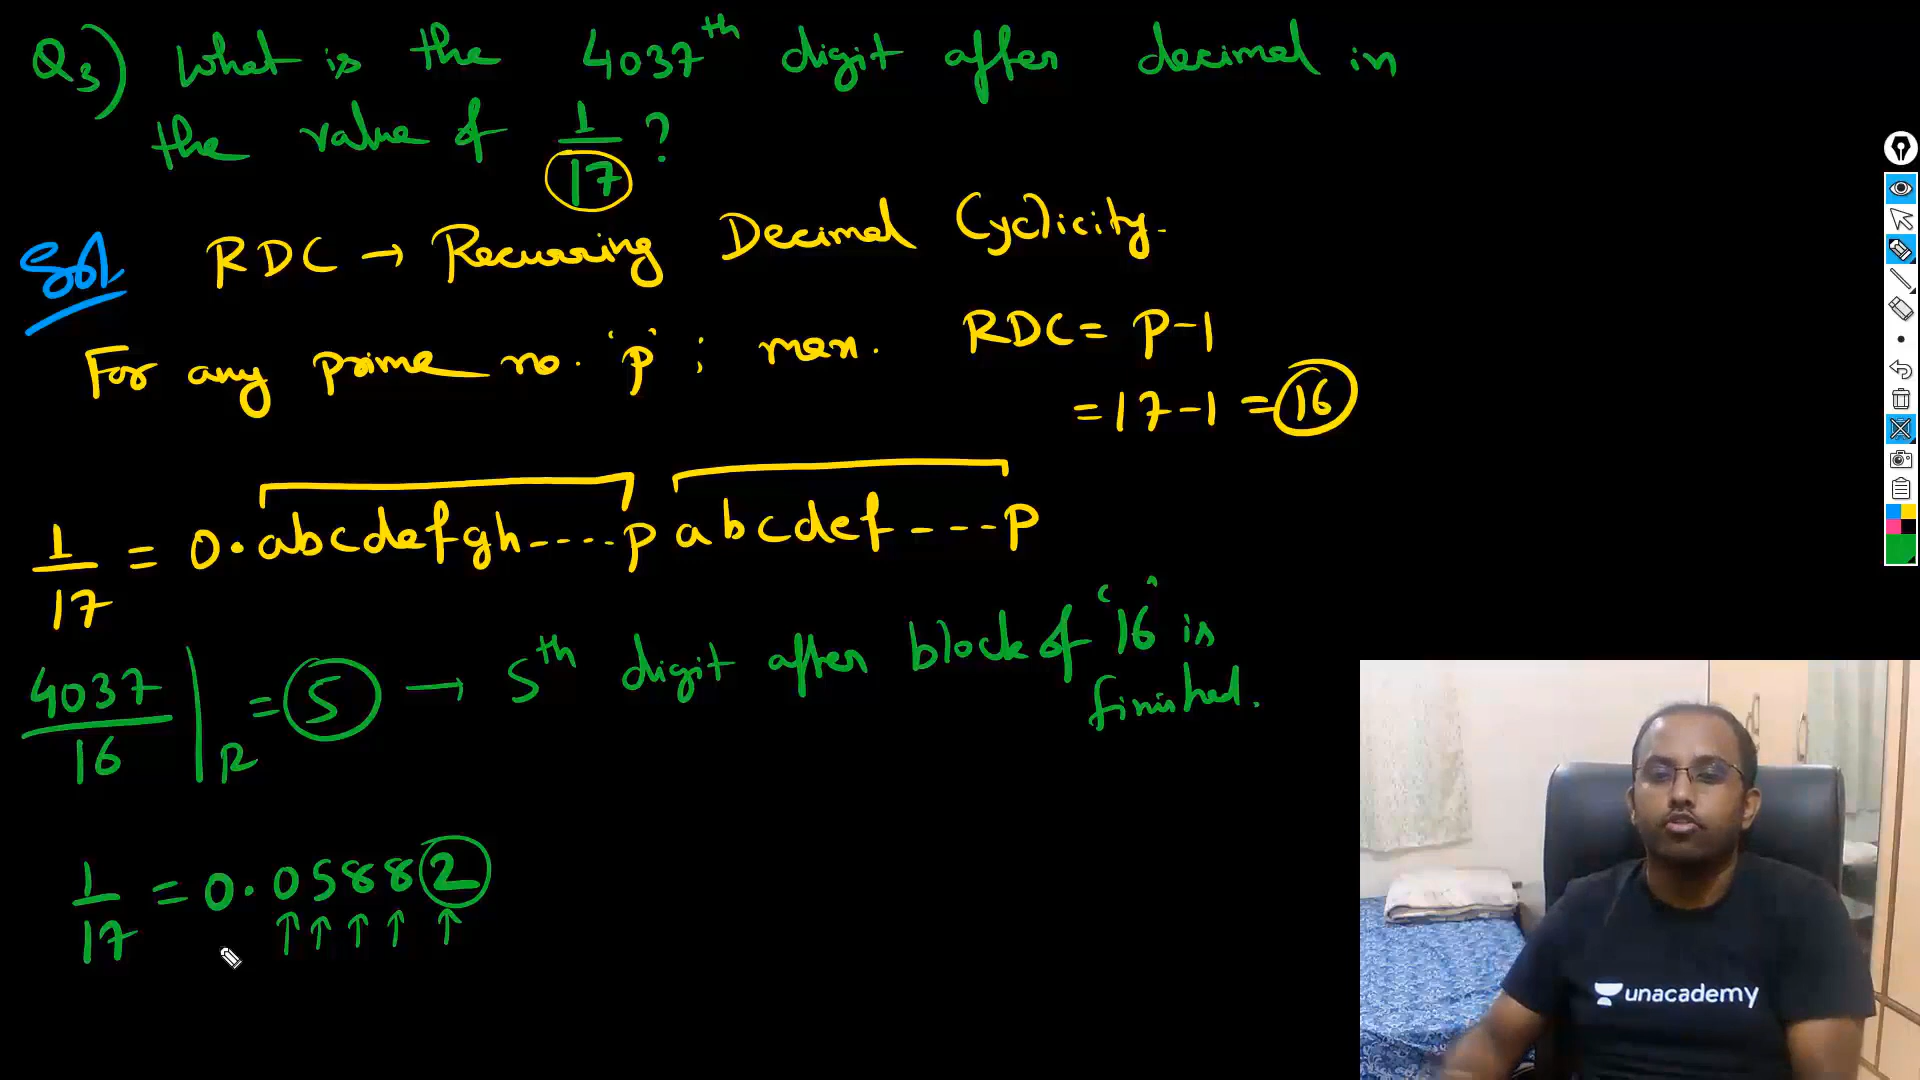 Q3) What is the 4037th digit after decimal in
the value of 1/17 ?
Sol RDC → Recurring Decimal Cyclicity.
For any prime no. 'p' ; max. RDC = P-1
= 17-1 = 16
1/17 = 0.abcdefgh....p abcdef----p
4037/16 |R = 5 → 5th digit after block of '16' is
finished.
1/17 = 0.05882
↑↑↑↑ ↑
unacademy